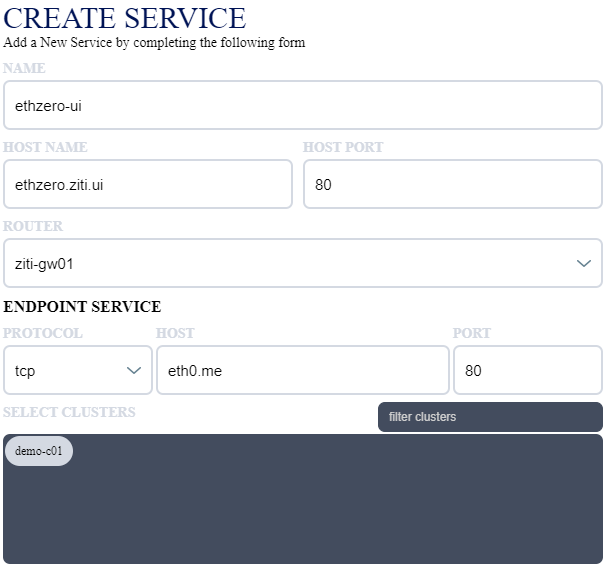 CREATE SERVICE
Add a New Service by completing the following form
NAME
ethzero-ui
HOST NAME HOST PORT
ethzero.ziti.ui 80
ROUTER
ziti-gw01
ENDPOINT SERVICE
PROTOCOL HOST PORT
tcp eth0.me 80
SELECT CLUSTERS filter clusters
demo-c01